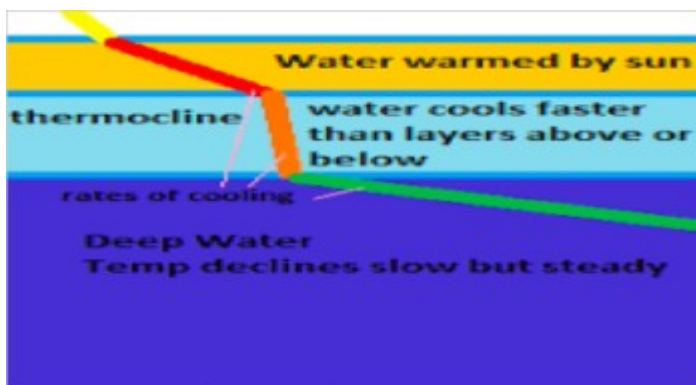 Water warmed by sun
thermocline
water cools faster
than layers above or
below
rates of cooling
Deep Water
Temp declines slow but steady